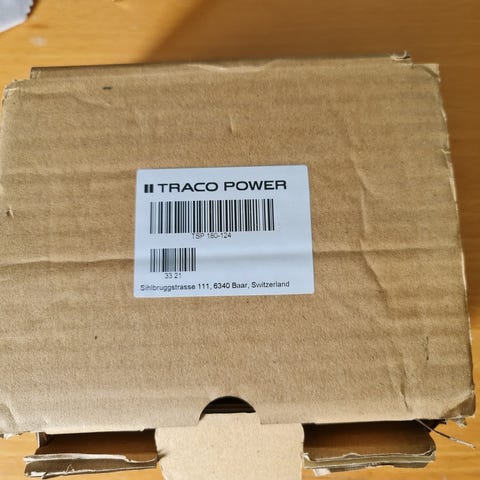 TRACO POWER
TSP 180-124
33 21
Sihlbruggstrasse 111, 6340 Baar, Switzerland